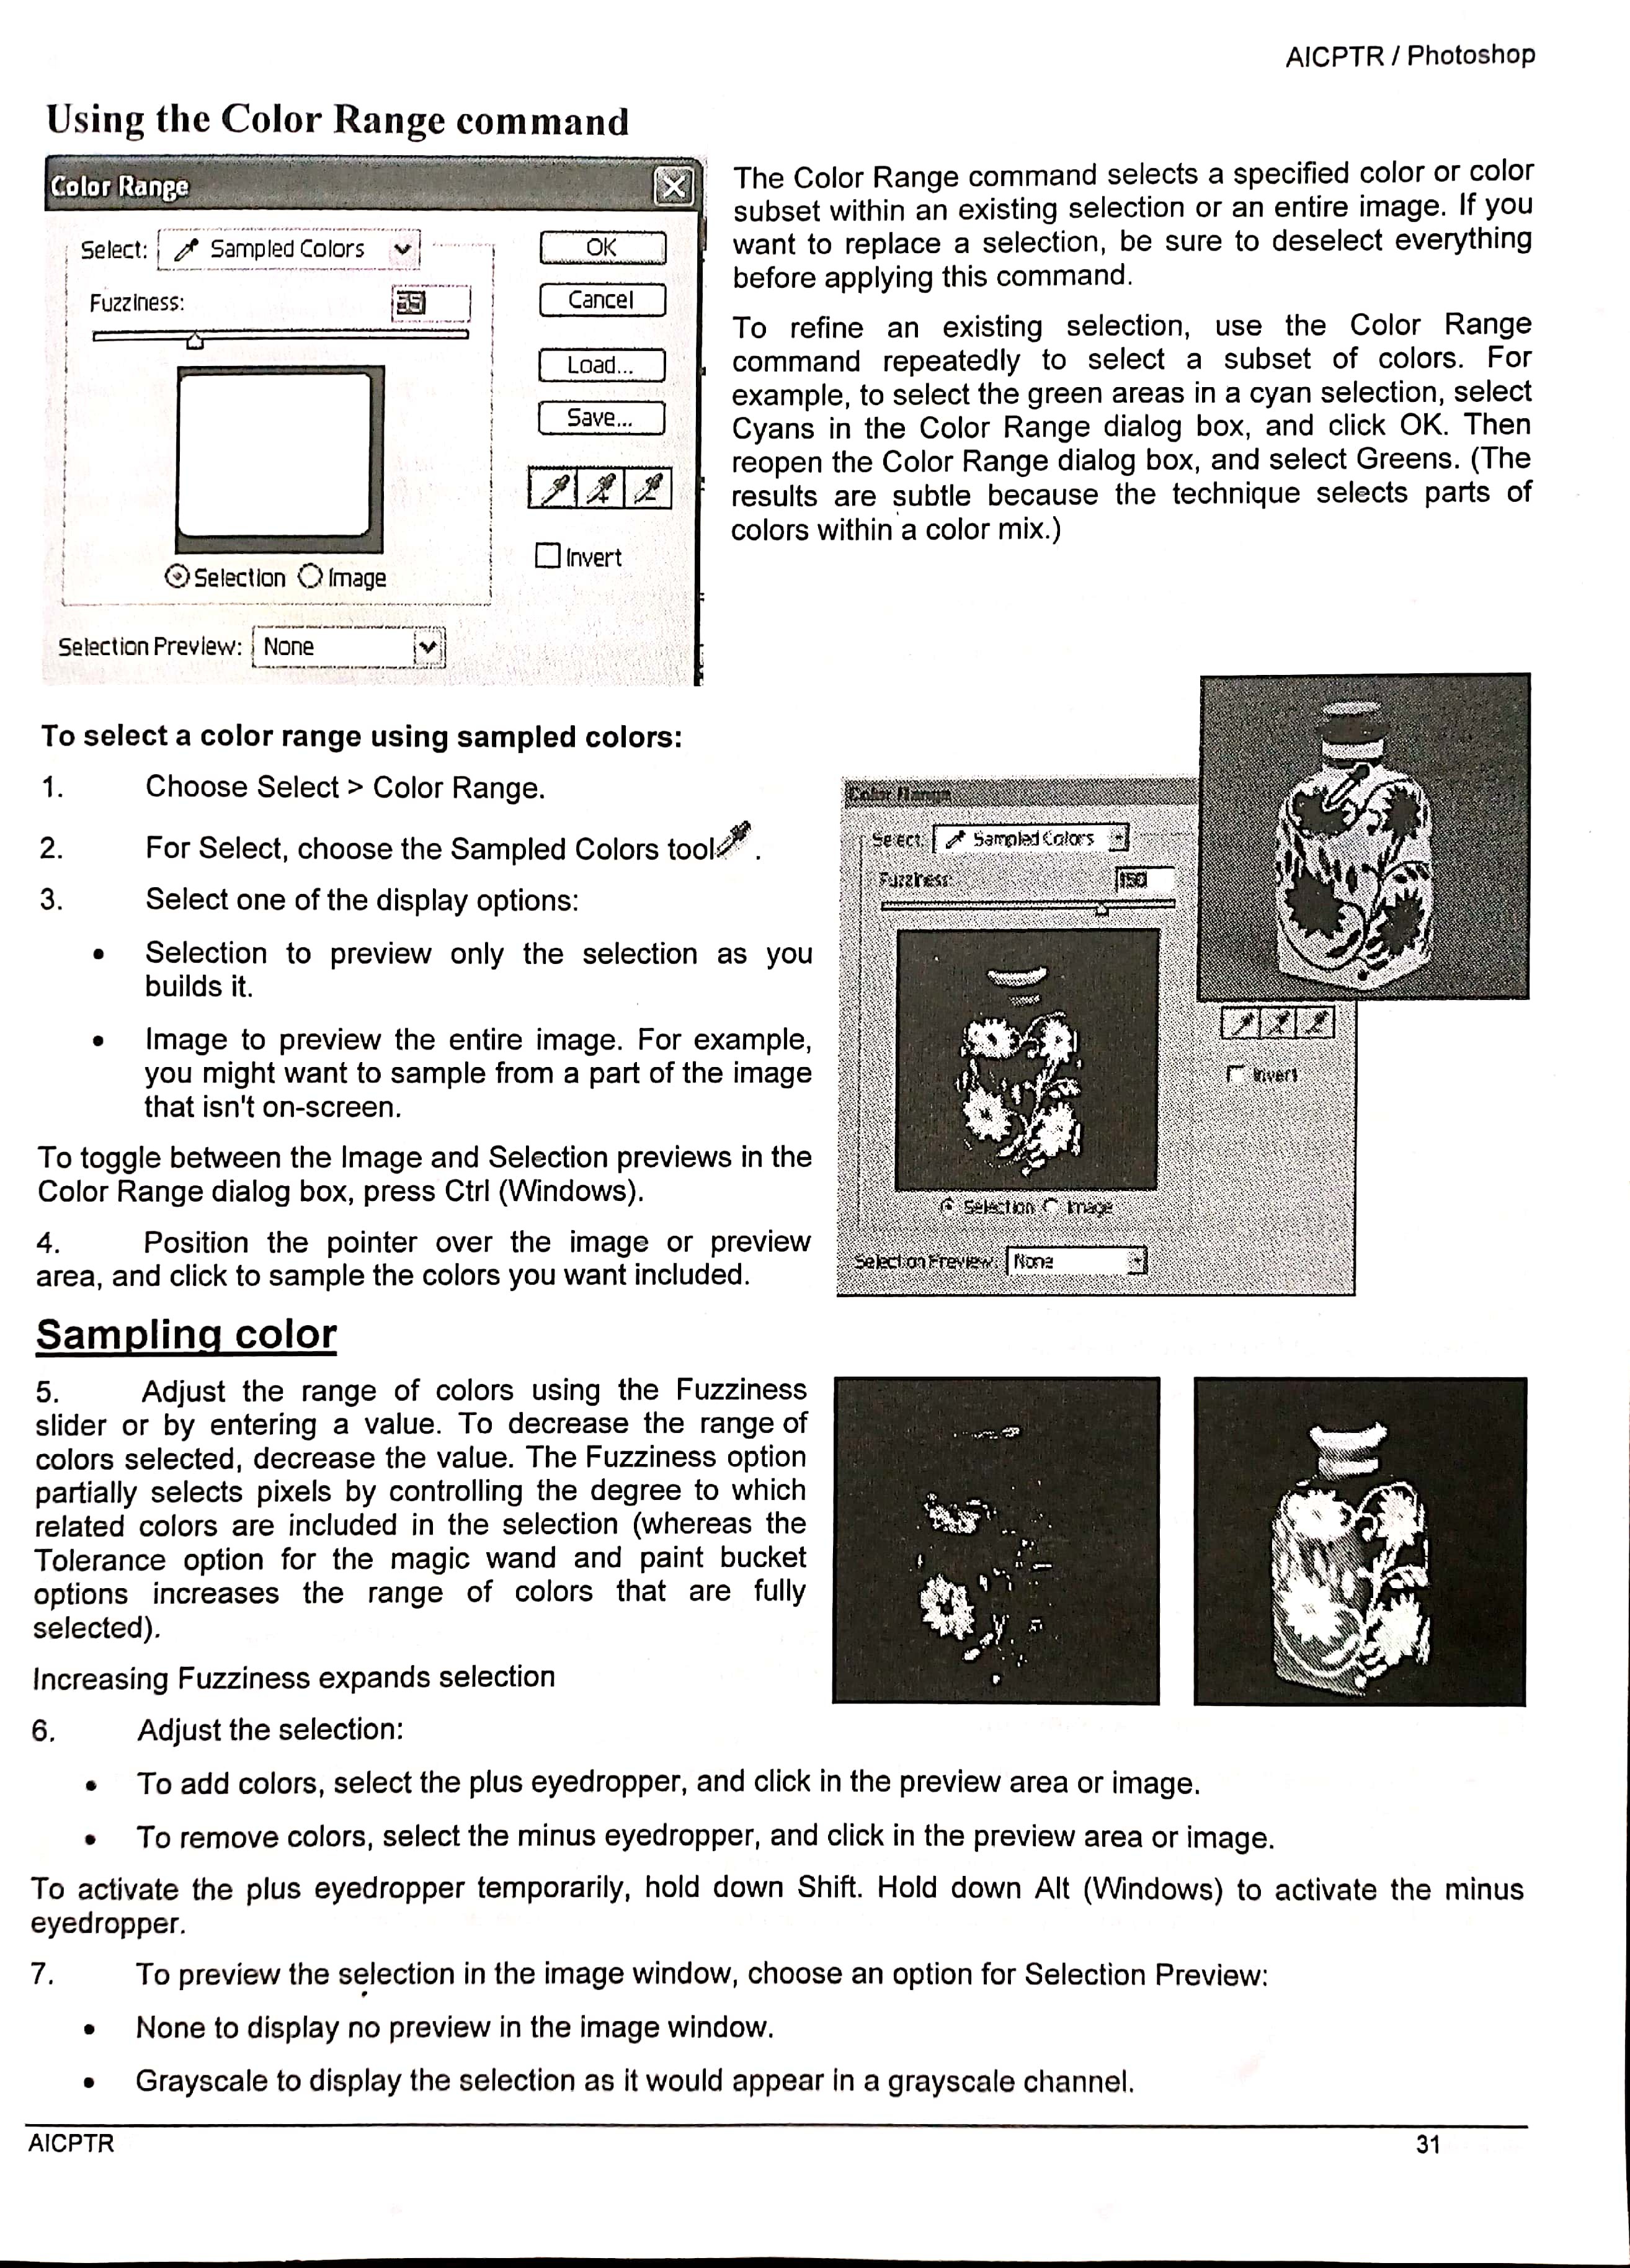 AICPTR / Photoshop
Using the Color Range command
Color Range
Select: Sampled Colors
Fuzziness: 55
OK
Cancel
Load...
Save...
Invert
Selection Image
Selection Preview: None
The Color Range command selects a specified color or color
subset within an existing selection or an entire image. If you
want to replace a selection, be sure to deselect everything
before applying this command.
To refine an existing selection, use the Color Range
command repeatedly to select a subset of colors. For
example, to select the green areas in a cyan selection, select
Cyans in the Color Range dialog box, and click OK. Then
reopen the Color Range dialog box, and select Greens. (The
results are subtle because the technique selects parts of
colors within a color mix.)
To select a color range using sampled colors:
1. Choose Select > Color Range.
2. For Select, choose the Sampled Colors tool .
3. Select one of the display options:
• Selection to preview only the selection as you
builds it.
• Image to preview the entire image. For example,
you might want to sample from a part of the image
that isn't on-screen.
To toggle between the Image and Selection previews in the
Color Range dialog box, press Ctrl (Windows).
4. Position the pointer over the image or preview
area, and click to sample the colors you want included.
Color Range
Select: Sampled Colors
Fuzziness: 150
Invert
Selection Image
Selection Preview: None
Sampling color
5. Adjust the range of colors using the Fuzziness
slider or by entering a value. To decrease the range of
colors selected, decrease the value. The Fuzziness option
partially selects pixels by controlling the degree to which
related colors are included in the selection (whereas the
Tolerance option for the magic wand and paint bucket
options increases the range of colors that are fully
selected).
Increasing Fuzziness expands selection
6. Adjust the selection:
• To add colors, select the plus eyedropper, and click in the preview area or image.
• To remove colors, select the minus eyedropper, and click in the preview area or image.
To activate the plus eyedropper temporarily, hold down Shift. Hold down Alt (Windows) to activate the minus
eyedropper.
7. To preview the selection in the image window, choose an option for Selection Preview:
• None to display no preview in the image window.
• Grayscale to display the selection as it would appear in a grayscale channel.
AICPTR 31